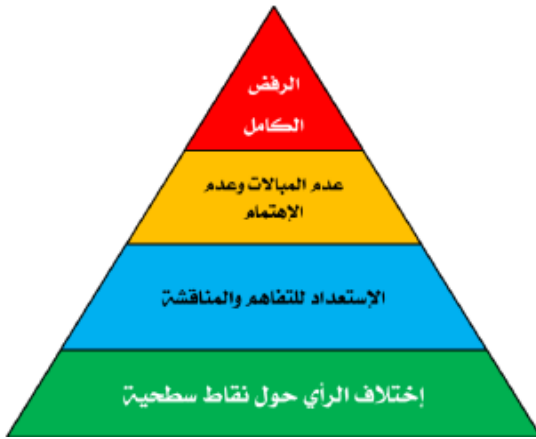 الرفض
الكامل
عدم المبالات وعدم
الإهتمام
الإستعداد للتفاهم والمناقشة
إختلاف الرأي حول نقاط سطحية